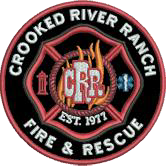 CROOKED RIVER RANCH
CRR
EST. 1977
FIRE & RESCUE